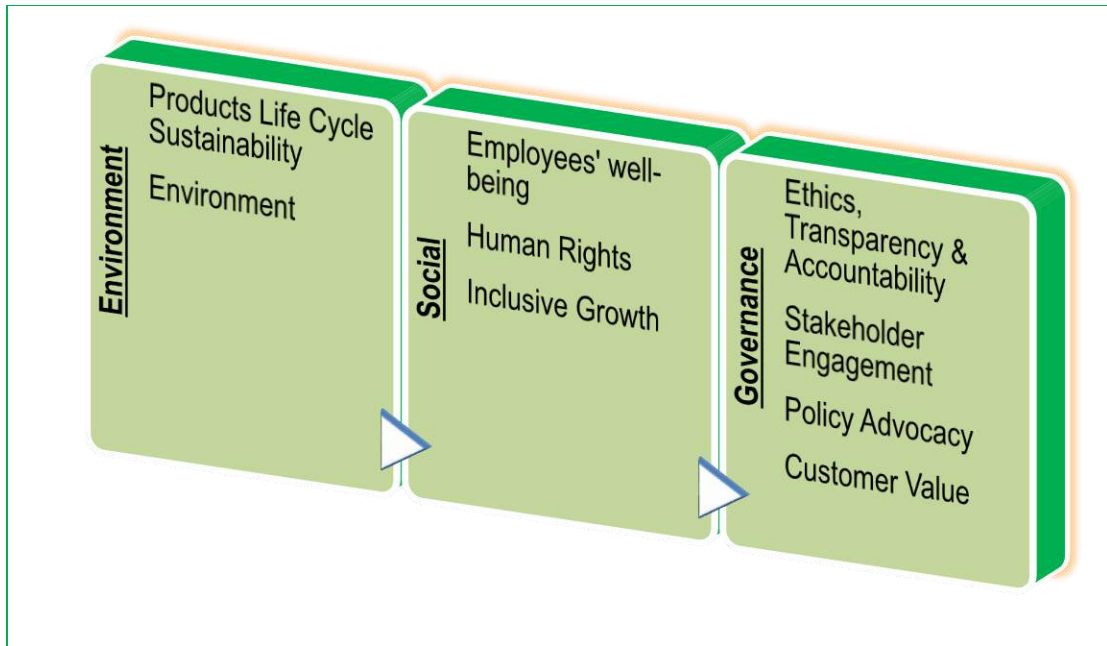 Environment
Products Life Cycle
Sustainability
Environment
Social
Employees' well-
being
Human Rights
Inclusive Growth
Governance
Ethics,
Transparency &
Accountability
Stakeholder
Engagement
Policy Advocacy
Customer Value